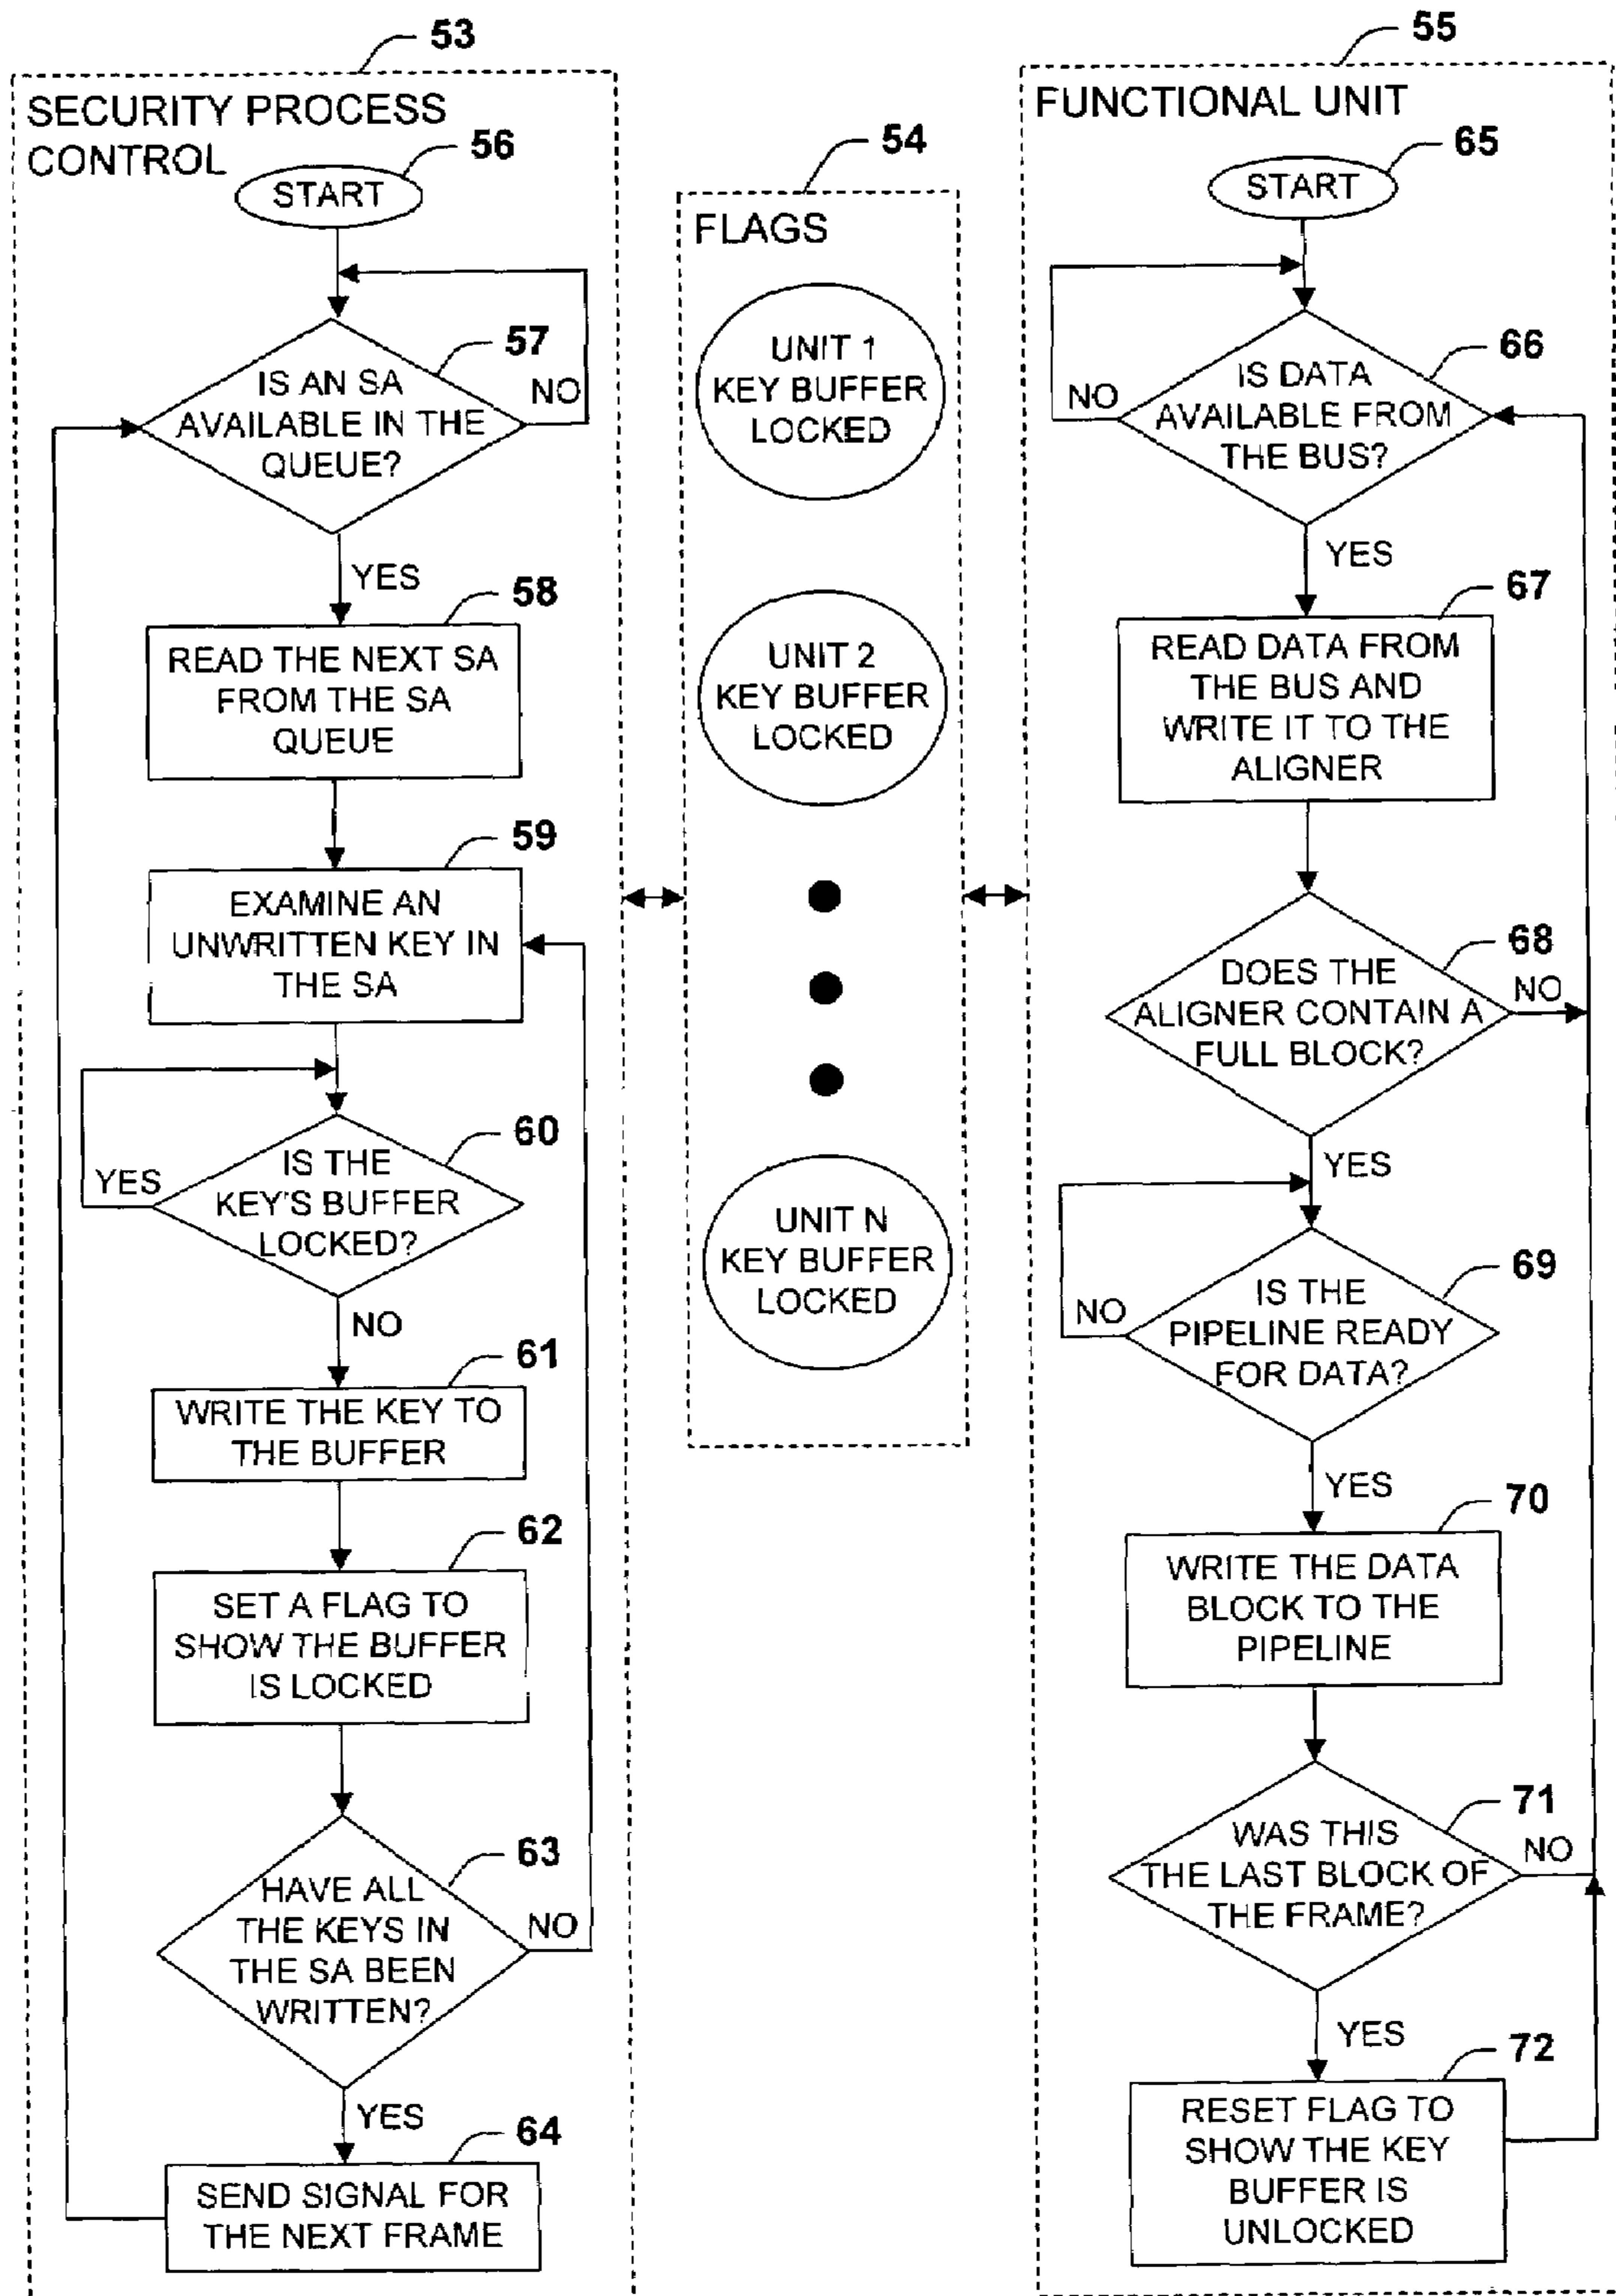 53
SECURITY PROCESS
CONTROL
56
START
57
IS AN SA
AVAILABLE IN THE
QUEUE?
NO
YES
58
READ THE NEXT SA
FROM THE SA
QUEUE
59
EXAMINE AN
UNWRITTEN KEY IN
THE SA
60
IS THE
KEY'S BUFFER
LOCKED?
YES
NO
61
WRITE THE KEY TO
THE BUFFER
62
SET A FLAG TO
SHOW THE BUFFER
IS LOCKED
63
HAVE ALL
THE KEYS IN
THE SA BEEN
WRITTEN?
NO
YES
64
SEND SIGNAL FOR
THE NEXT FRAME
54
FLAGS
UNIT 1
KEY BUFFER
LOCKED
UNIT 2
KEY BUFFER
LOCKED
UNIT N
KEY BUFFER
LOCKED
55
FUNCTIONAL UNIT
65
START
66
IS DATA
AVAILABLE FROM
THE BUS?
NO
YES
67
READ DATA FROM
THE BUS AND
WRITE IT TO THE
ALIGNER
68
DOES THE
ALIGNER CONTAIN A
FULL BLOCK?
NO
YES
69
IS THE
PIPELINE READY
FOR DATA?
NO
YES
70
WRITE THE DATA
BLOCK TO THE
PIPELINE
71
WAS THIS
THE LAST BLOCK OF
THE FRAME?
NO
YES
72
RESET FLAG TO
SHOW THE KEY
BUFFER IS
UNLOCKED